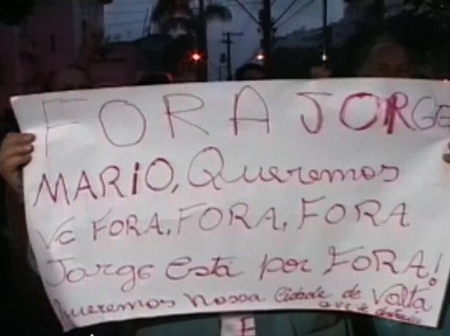 FORA JORGE
MARIO, Queremos
VC FORA, FORA, FORA
Jorge Está por FORA!
Queremos Nossa Cidade de Volta